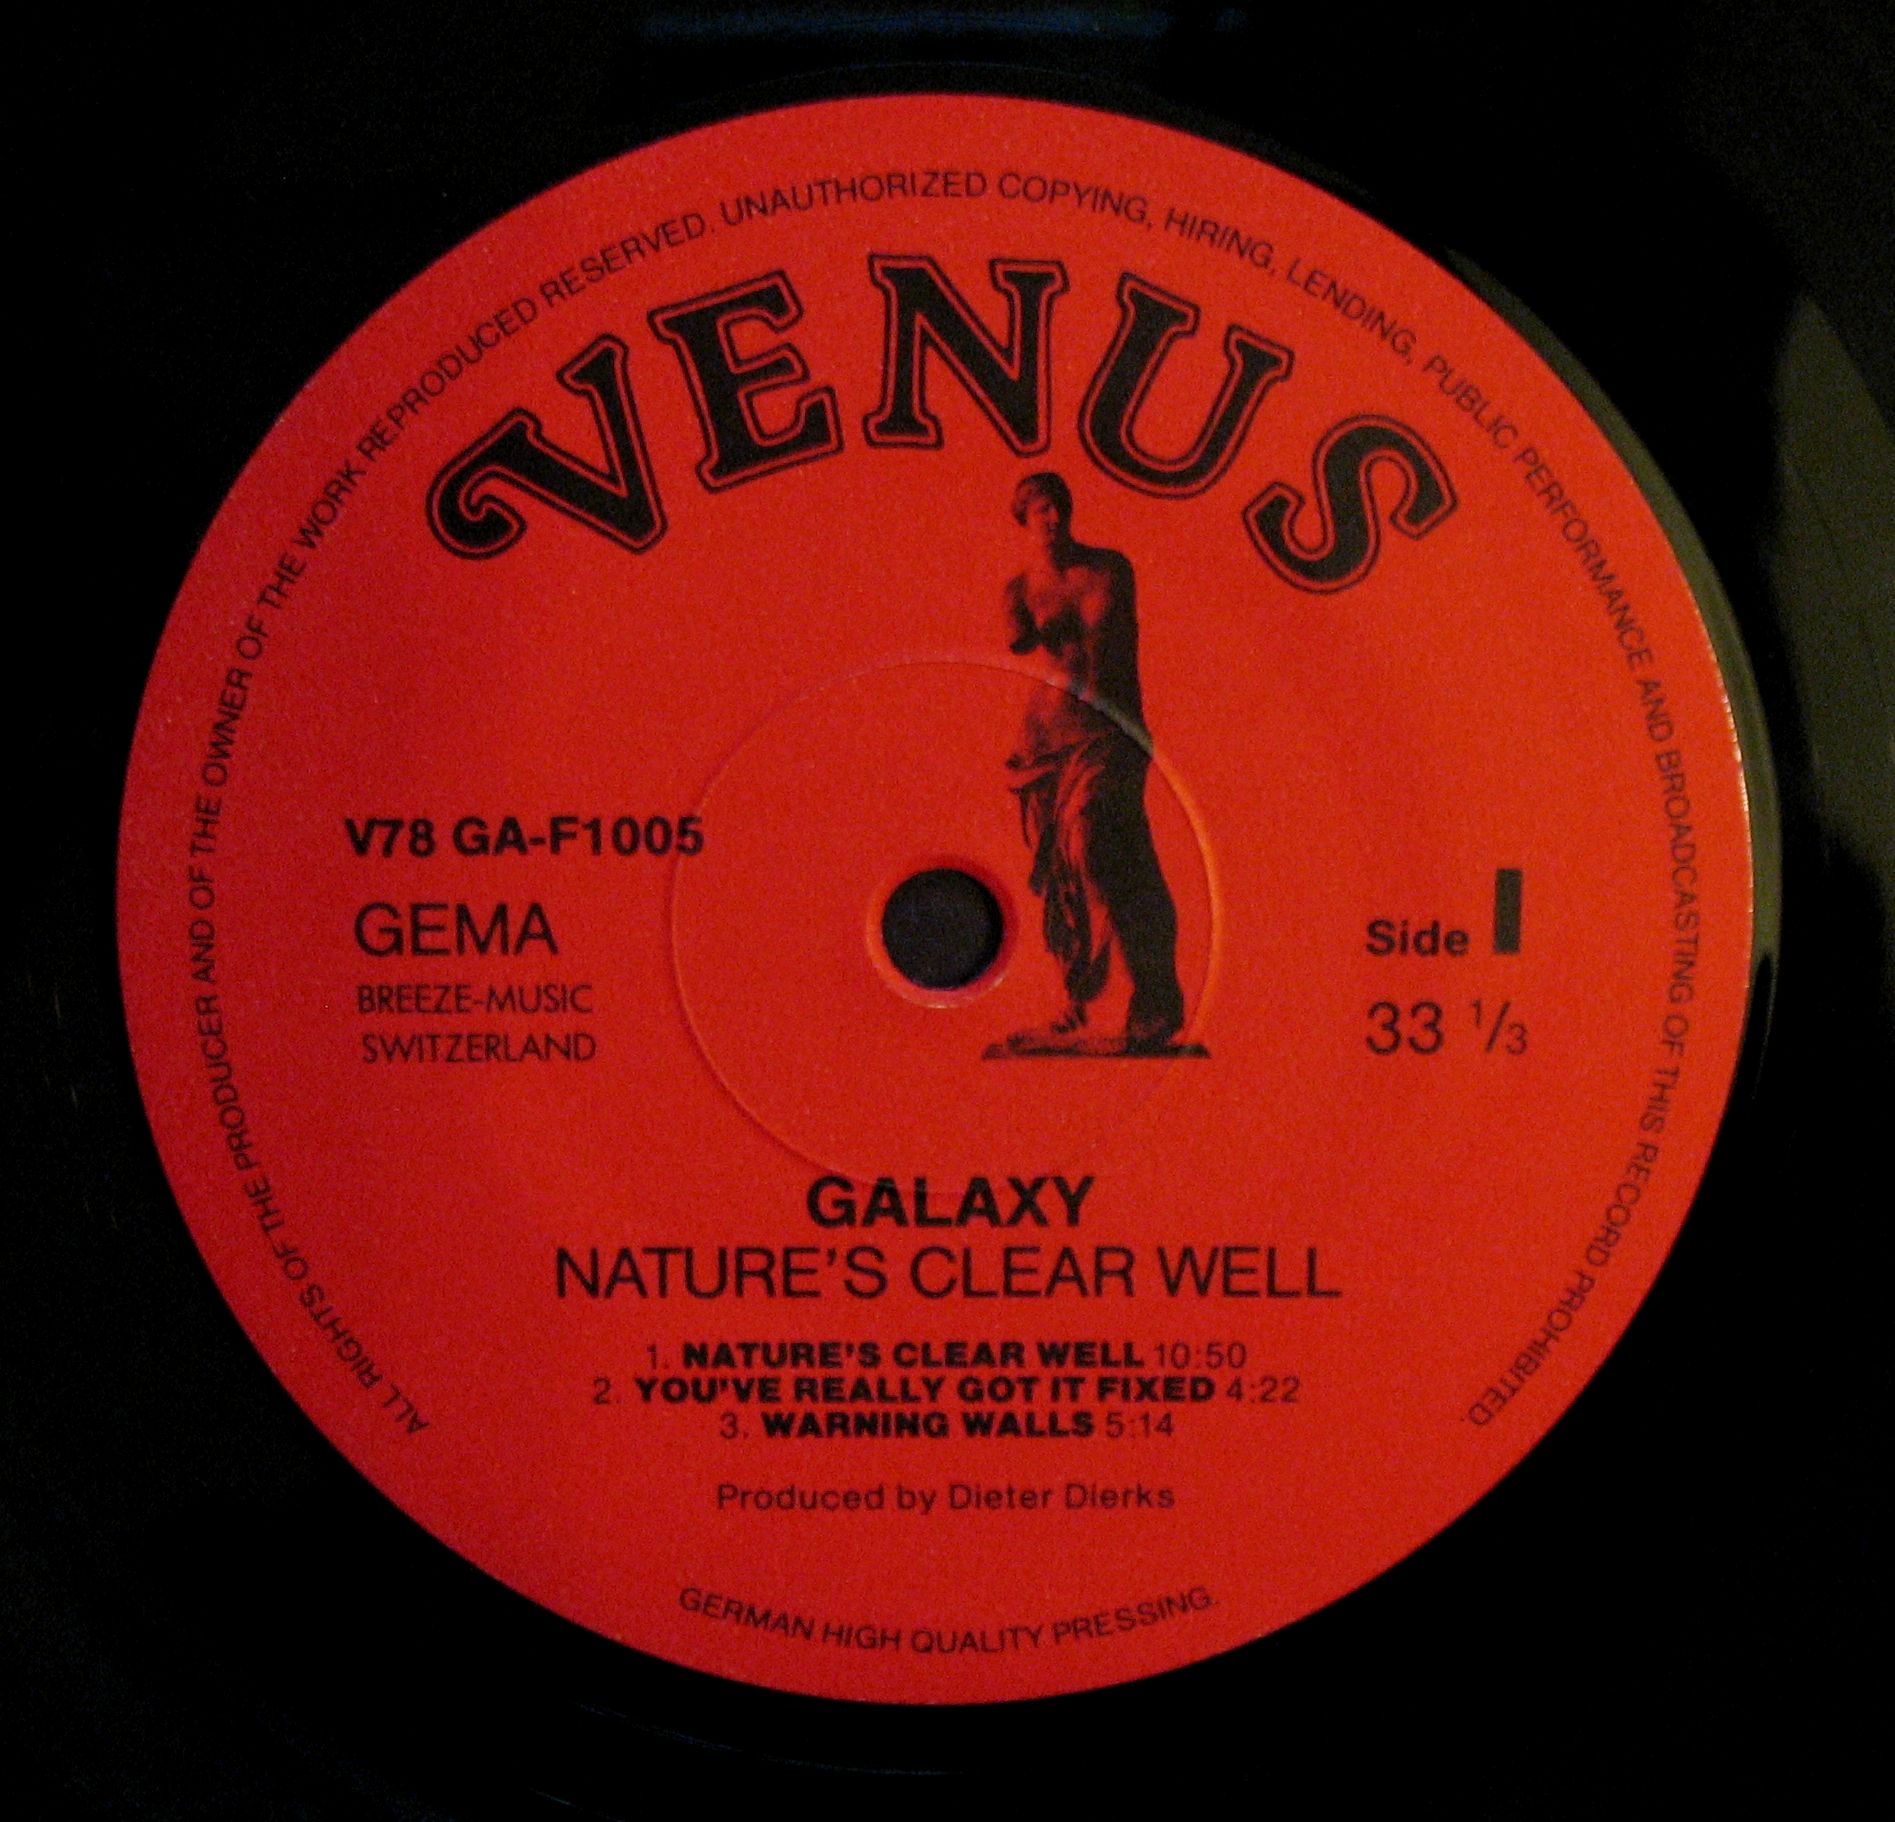 ALL RIGHTS OF THE PRODUCER AND OF THE OWNER OF THE WORK REPRODUCED RESERVED. UNAUTHORIZED COPYING, HIRING, LENDING, PUBLIC PERFORMANCE AND BROADCASTING OF THIS RECORD PROHIBITED.
VENUS
V78 GA-F1005
GEMA
BREEZE-MUSIC
SWITZERLAND
Side I
33 1/3
GALAXY
NATURE'S CLEAR WELL
1. NATURE'S CLEAR WELL 10:50
2. YOU'VE REALLY GOT IT FIXED 4:22
3. WARNING WALLS 5:14
Produced by Dieter Dierks
GERMAN HIGH QUALITY PRESSING.